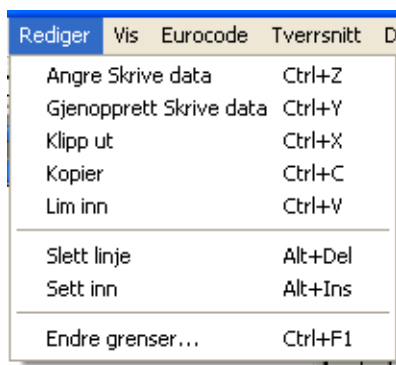 Rediger Vis Eurocode Tverrsnitt D
Angre Skrive data Ctrl+Z
Gjenopprett Skrive data Ctrl+Y
Klipp ut Ctrl+X
Kopier Ctrl+C
Lim inn Ctrl+V
Slett linje Alt+Del
Sett inn Alt+Ins
Endre grenser... Ctrl+F1